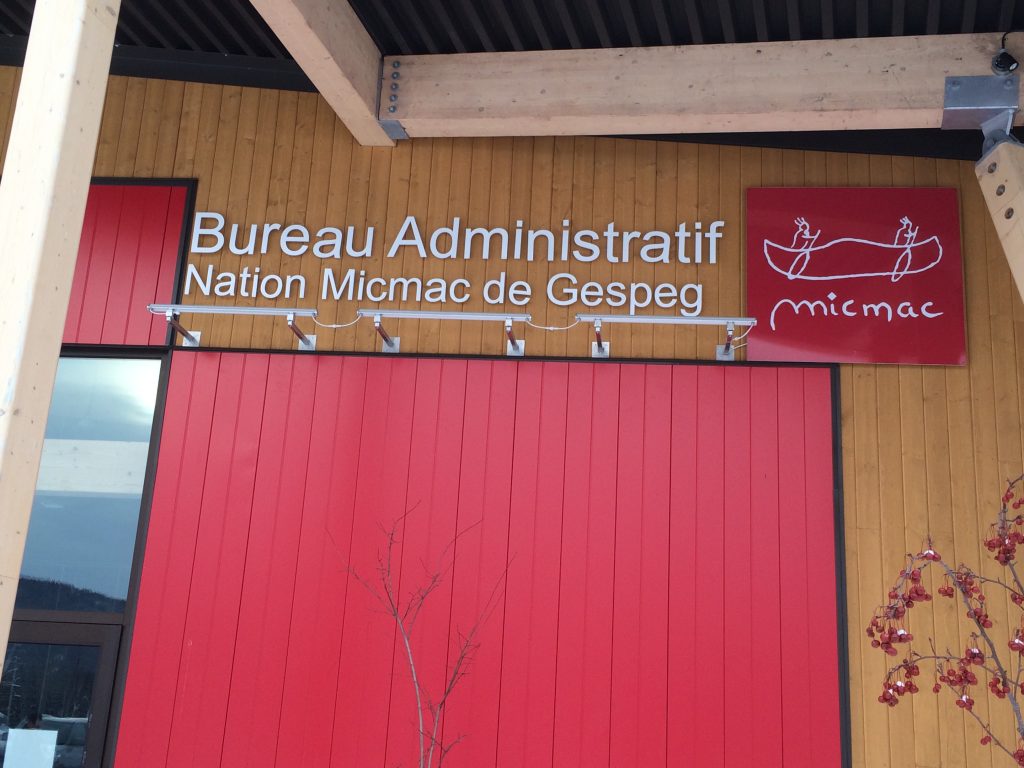 Bureau Administratif
Nation Micmac de Gespeg
micmac